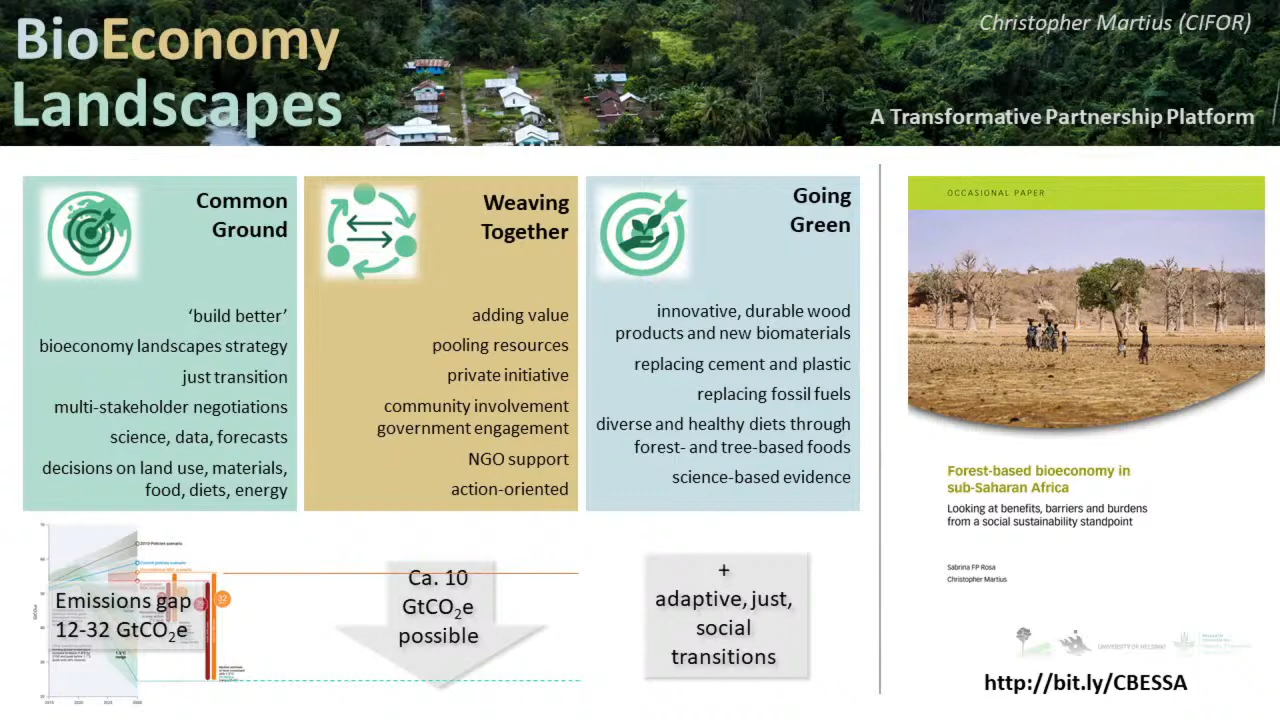 BioEconomy
Landscapes
Christopher Martius (CIFOR)
A Transformative Partnership Platform
Common
Ground
‘build better’
bioeconomy landscapes strategy
just transition
multi-stakeholder negotiations
science, data, forecasts
decisions on land use, materials,
food, diets, energy
Weaving
Together
adding value
pooling resources
private initiative
community involvement
government engagement
NGO support
action-oriented
Going
Green
innovative, durable wood
products and new biomaterials
replacing cement and plastic
replacing fossil fuels
diverse and healthy diets through
forest- and tree-based foods
science-based evidence
Emissions gap
12-32 GtCO₂e
32
Ca. 10
GtCO₂e
possible
+
adaptive, just,
social
transitions
OCCASIONAL PAPER
Forest-based bioeconomy in
sub-Saharan Africa
Looking at benefits, barriers and burdens
from a social sustainability standpoint
Sabrina FP Rosa
Christopher Martius
UNIVERSITY OF HELSINKI
http://bit.ly/CBESSA